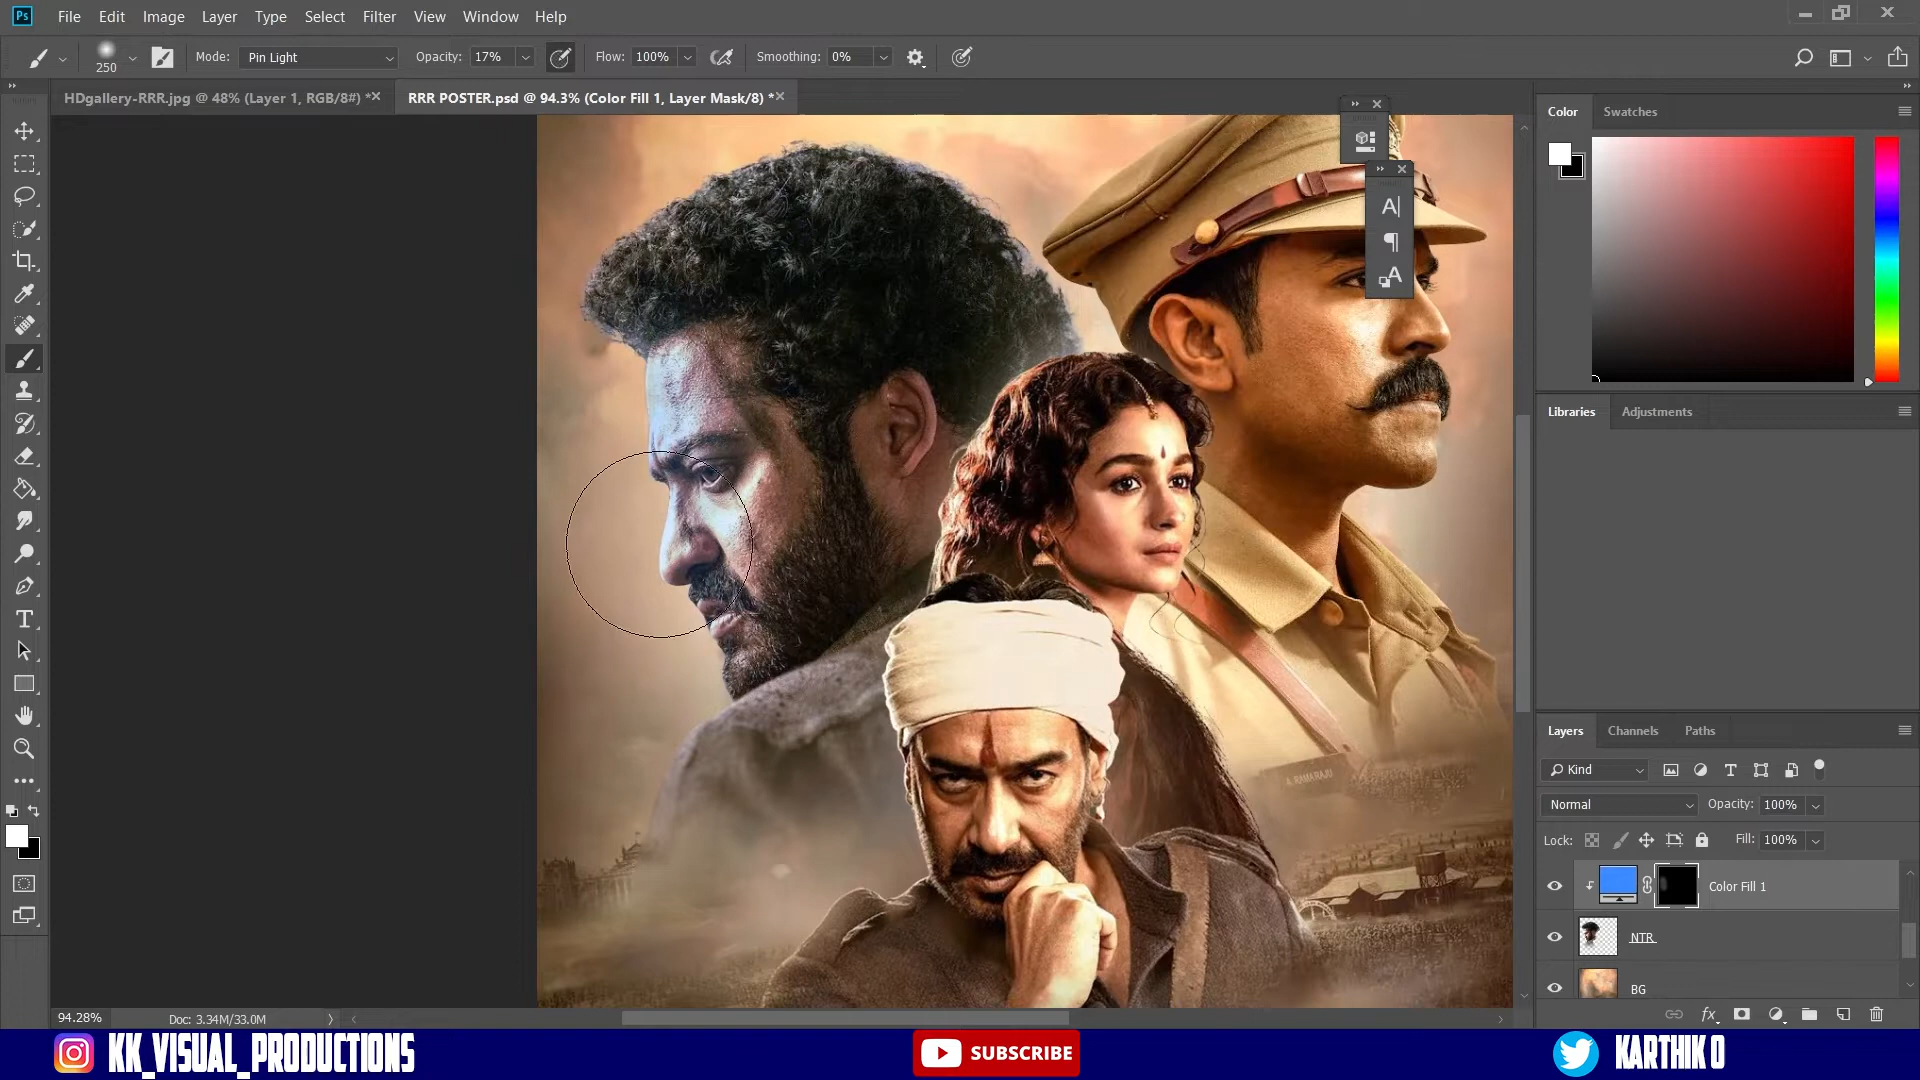 Ps File Edit Image Layer Type Select Filter View Window Help
250 Mode: Pin Light Opacity: 17% Flow: 100% Smoothing: 0%
HDgallery-RRR.jpg @ 48% (Layer 1, RGB/8#) * RRR POSTER.psd @ 94.3% (Color Fill 1, Layer Mask/8) *
Color Swatches
A
A
A. RAMARAJU
Libraries Adjustments
Layers Channels Paths
Kind
Normal Opacity: 100%
Lock: Fill: 100%
Color Fill 1
NTR
BG
T
94.28% Doc: 3.34M/33.0M
fx
KK_VISUAL_PRODUCTIONS SUBSCRIBE KARTHIK O